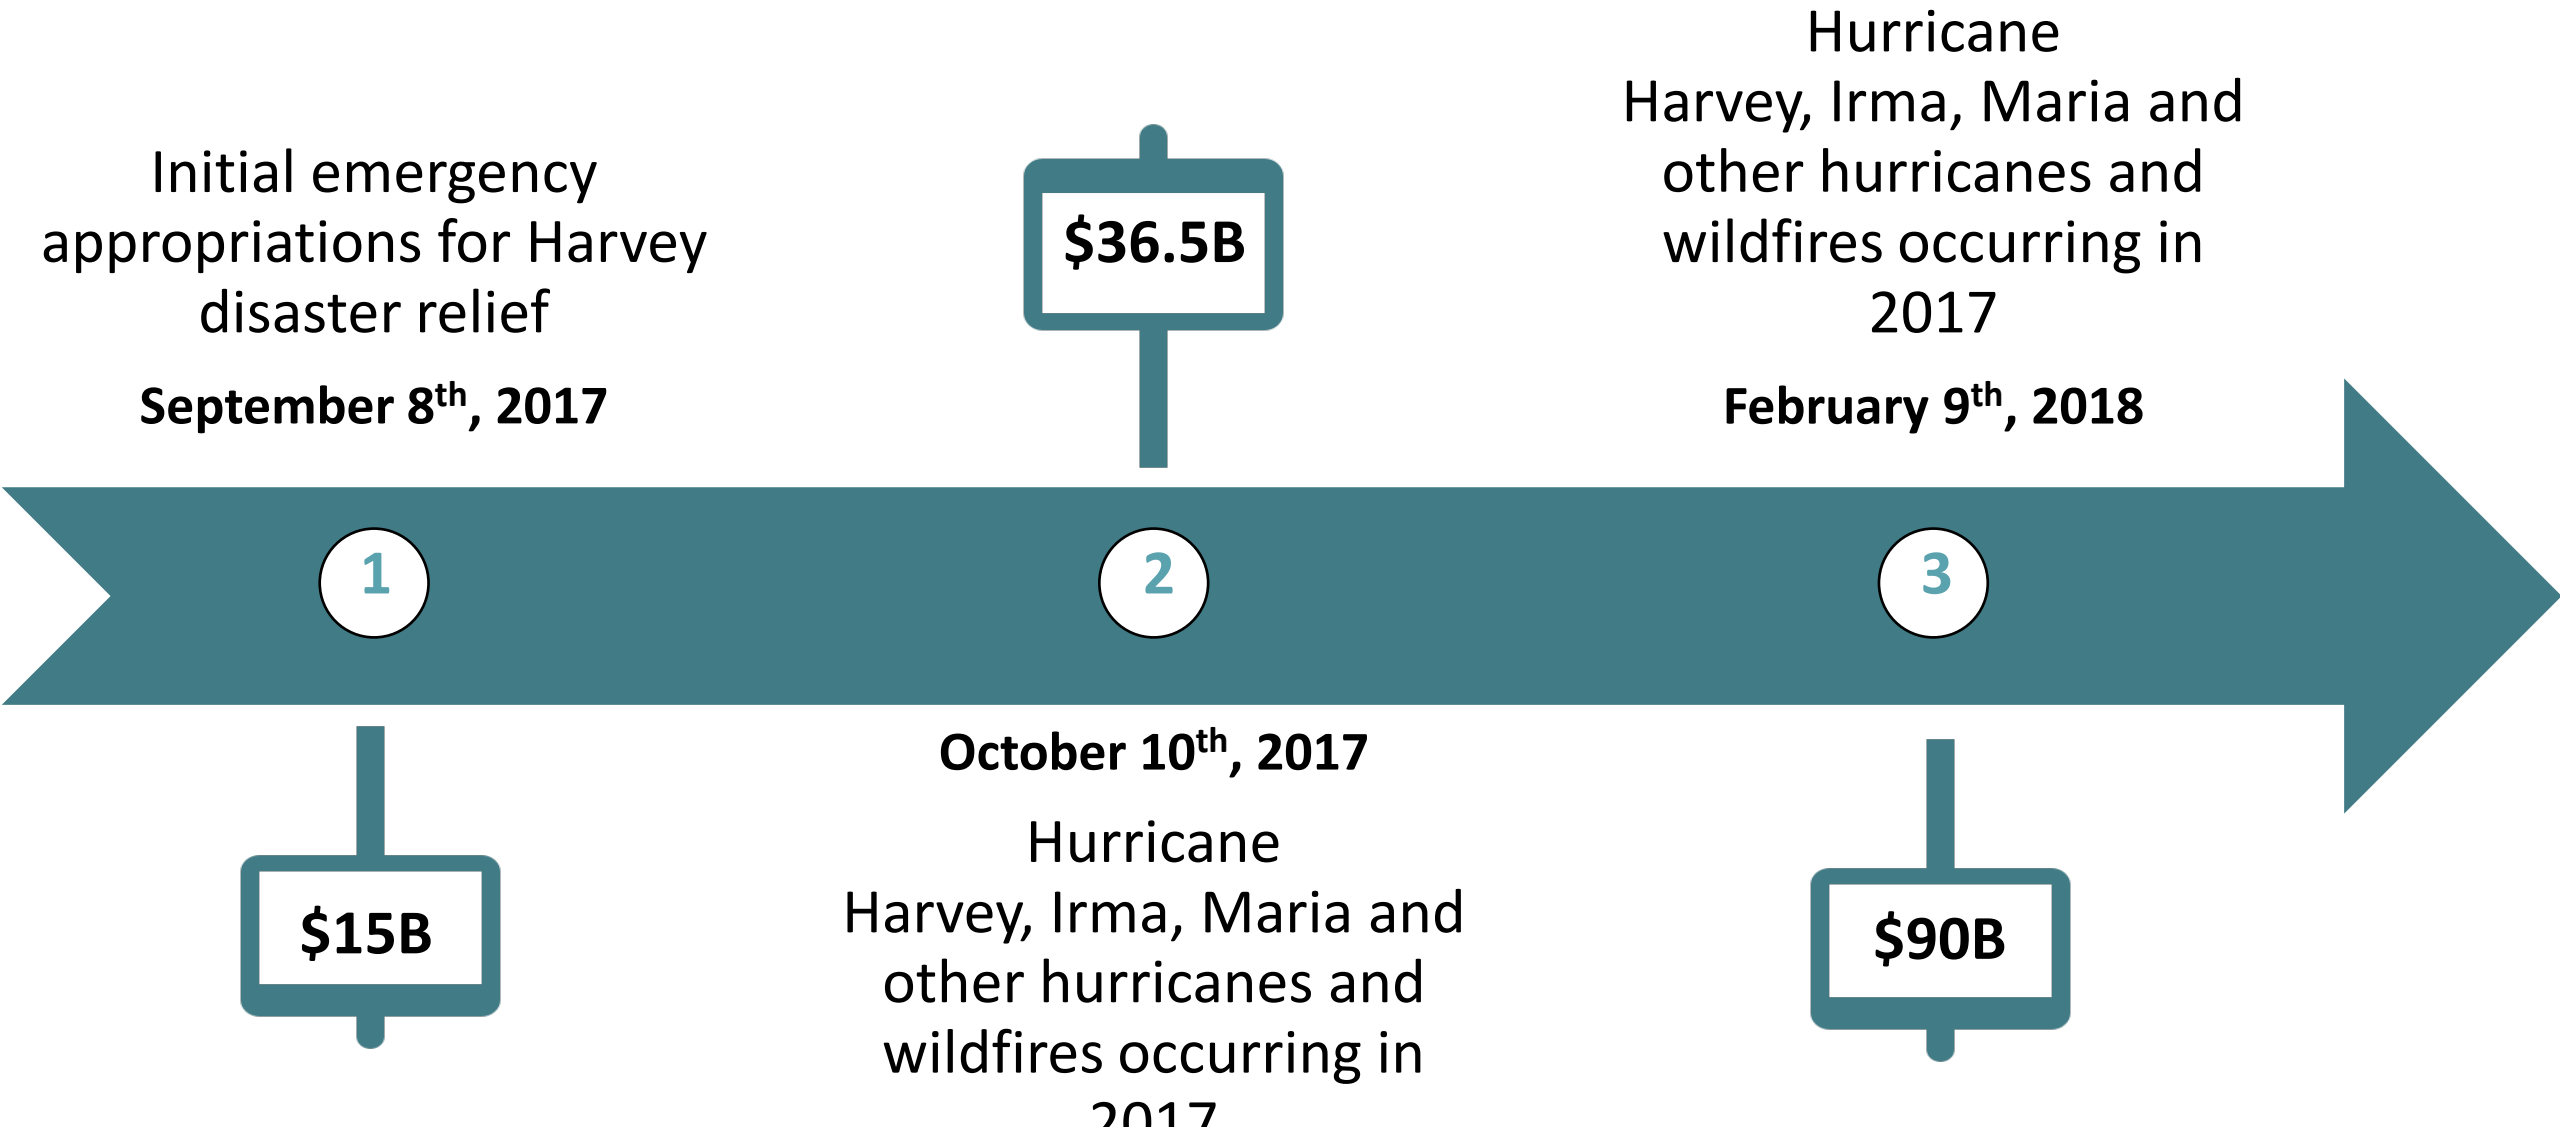 Initial emergency
appropriations for Harvey
disaster relief
September 8th, 2017
1
$15B
$36.5B
2
October 10th, 2017
Hurricane
Harvey, Irma, Maria and
other hurricanes and
wildfires occurring in
2017
Hurricane
Harvey, Irma, Maria and
other hurricanes and
wildfires occurring in
2017
February 9th, 2018
3
$90B